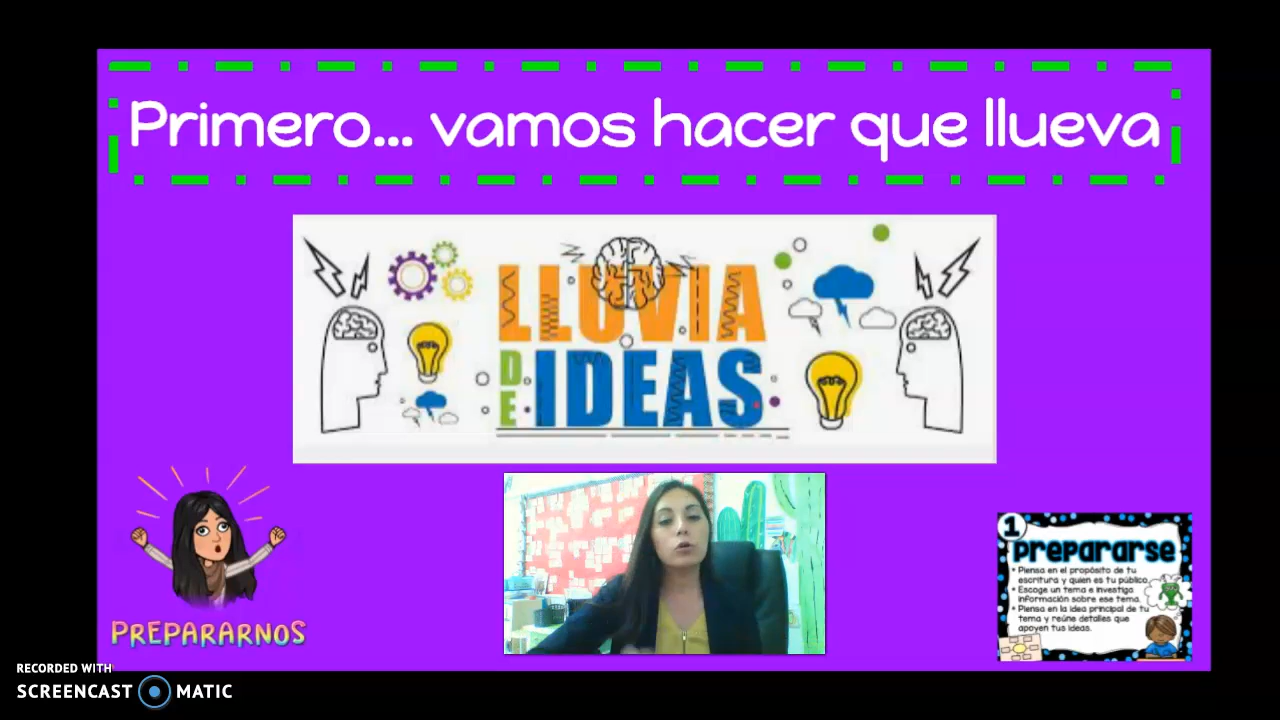 Primero... vamos hacer que llueva
LLUVIA
DE IDEAS
PREPARARNOS
1
Prepararse
• Piensa en el propósito de tu
escritura y quien es tu público.
• Escoge un tema e investiga
información sobre ese tema.
• Piensa en la idea principal de tu
tema y reúne detalles que
apoyen tus ideas.
RECORDED WITH
SCREENCAST MATIC